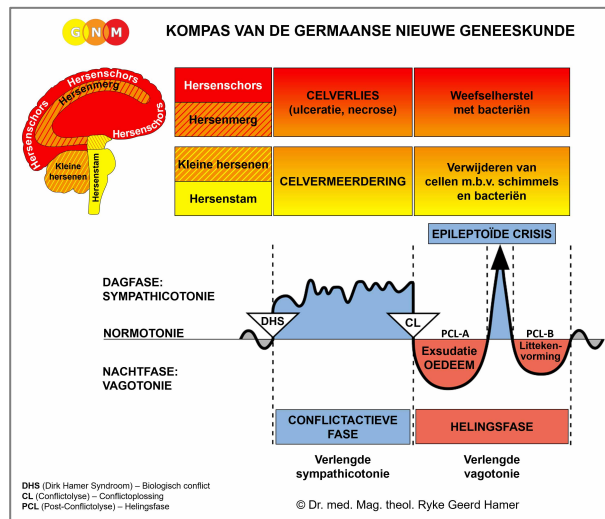 GNM
KOMPAS VAN DE GERMAANSE NIEUWE GENEESKUNDE
Hersenschors
Hersenmerg
Hersenschors
Hersenschors
Kleine
hersenen
Hersenstam
Hersenschors
Hersenmerg
CELVERLIES
(ulceratie, necrose)
Weefselherstel
met bacteriën
Kleine hersenen
Hersenstam
CELVERMEERDERING
Verwijderen van
cellen m.b.v. schimmels
en bacteriën
EPILEPTOÏDE CRISIS
DAGFASE:
SYMPATHICOTONIE
NORMOTONIE
NACHTFASE:
VAGOTONIE
DHS
CL
PCL-A
Exsudatie
OEDEEM
PCL-B
Litteken-
vorming
CONFLICTACTIEVE
FASE
HELINGSFASE
Verlengde
sympathicotonie
Verlengde
vagotonie
DHS (Dirk Hamer Syndroom) – Biologisch conflict
CL (Conflictolyse) – Conflictoplossing
PCL (Post-Conflictolyse) – Helingsfase
© Dr. med. Mag. theol. Ryke Geerd Hamer